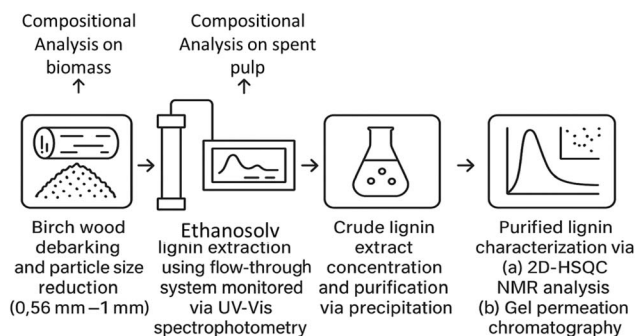 Compositional
Analysis on
biomass
Compositional
Analysis on spent
pulp
Birch wood
debarking
and particle size
reduction
(0,56 mm–1 mm)
Ethanosolv
lignin extraction
using flow-through
system monitored
via UV-Vis
spectrophotometry
Crude lignin
extract
concentration
and purification
via precipitation
Purified lignin
characterization via
(a) 2D-HSQC
NMR analysis
(b) Gel permeation
chromatography